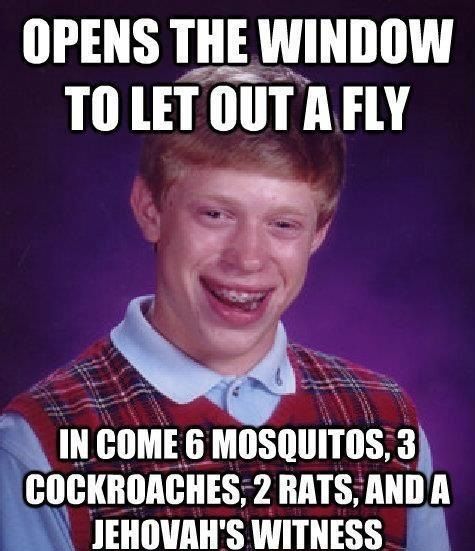 OPENS THE WINDOW
TO LET OUT A FLY
IN COME 6 MOSQUITOS, 3
COCKROACHES, 2 RATS, AND A
JEHOVAH'S WITNESS